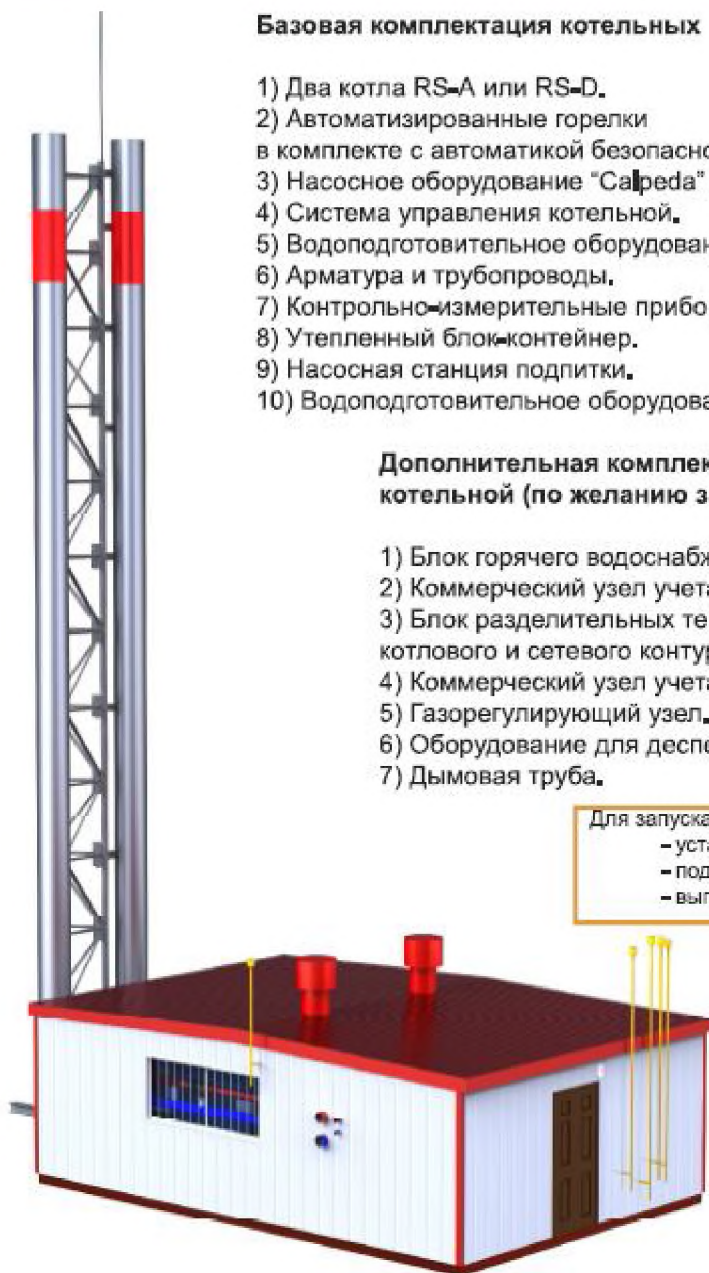 Базовая комплектация котельных
1) Два котла RS-A или RS-D.
2) Автоматизированные горелки
в комплекте с автоматикой безопасно
3) Насосное оборудование “Calpeda”
4) Система управления котельной.
5) Водоподготовительное оборудован
6) Арматура и трубопроводы.
7) Контрольно-измерительные прибо
8) Утепленный блок-контейнер.
9) Насосная станция подпитки.
10) Водоподготовительное оборудова
Дополнительная комплек
котельной (по желанию з
1) Блок горячего водоснабж
2) Коммерческий узел учета
3) Блок разделительных те
котлового и сетевого контур
4) Коммерческий узел учета
5) Газорегулирующий узел.
6) Оборудование для деспе
7) Дымовая труба.
Для запуска
- уста
- под
- вып